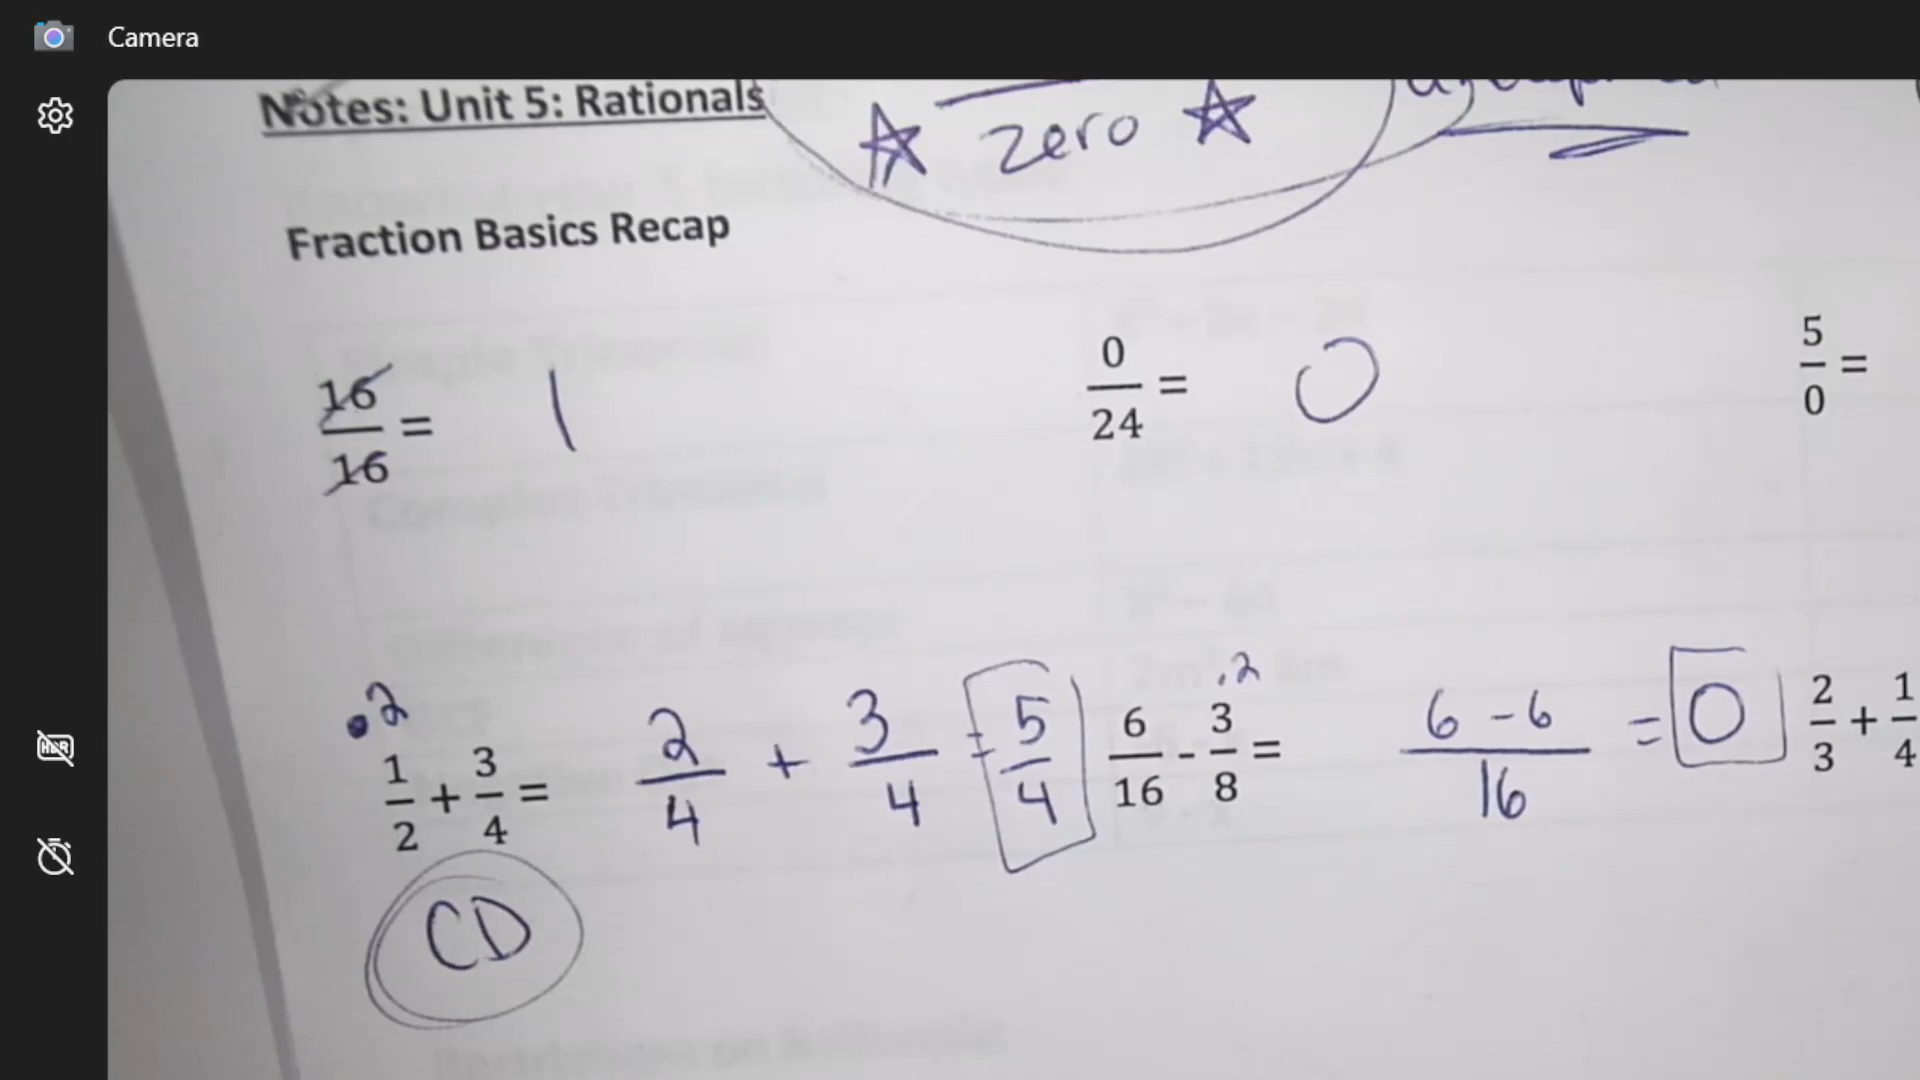 Camera
Notes: Unit 5: Rationals
☆ zero ☆
Fraction Basics Recap
16/16 = 1
0/24 = 0
5/0 =
.2
1/2 + 3/4 = 2/4 + 3/4 = 5/4
.2
6/16 - 3/8 = 6 - 6/16 = 0
2/3 + 1/4
CD